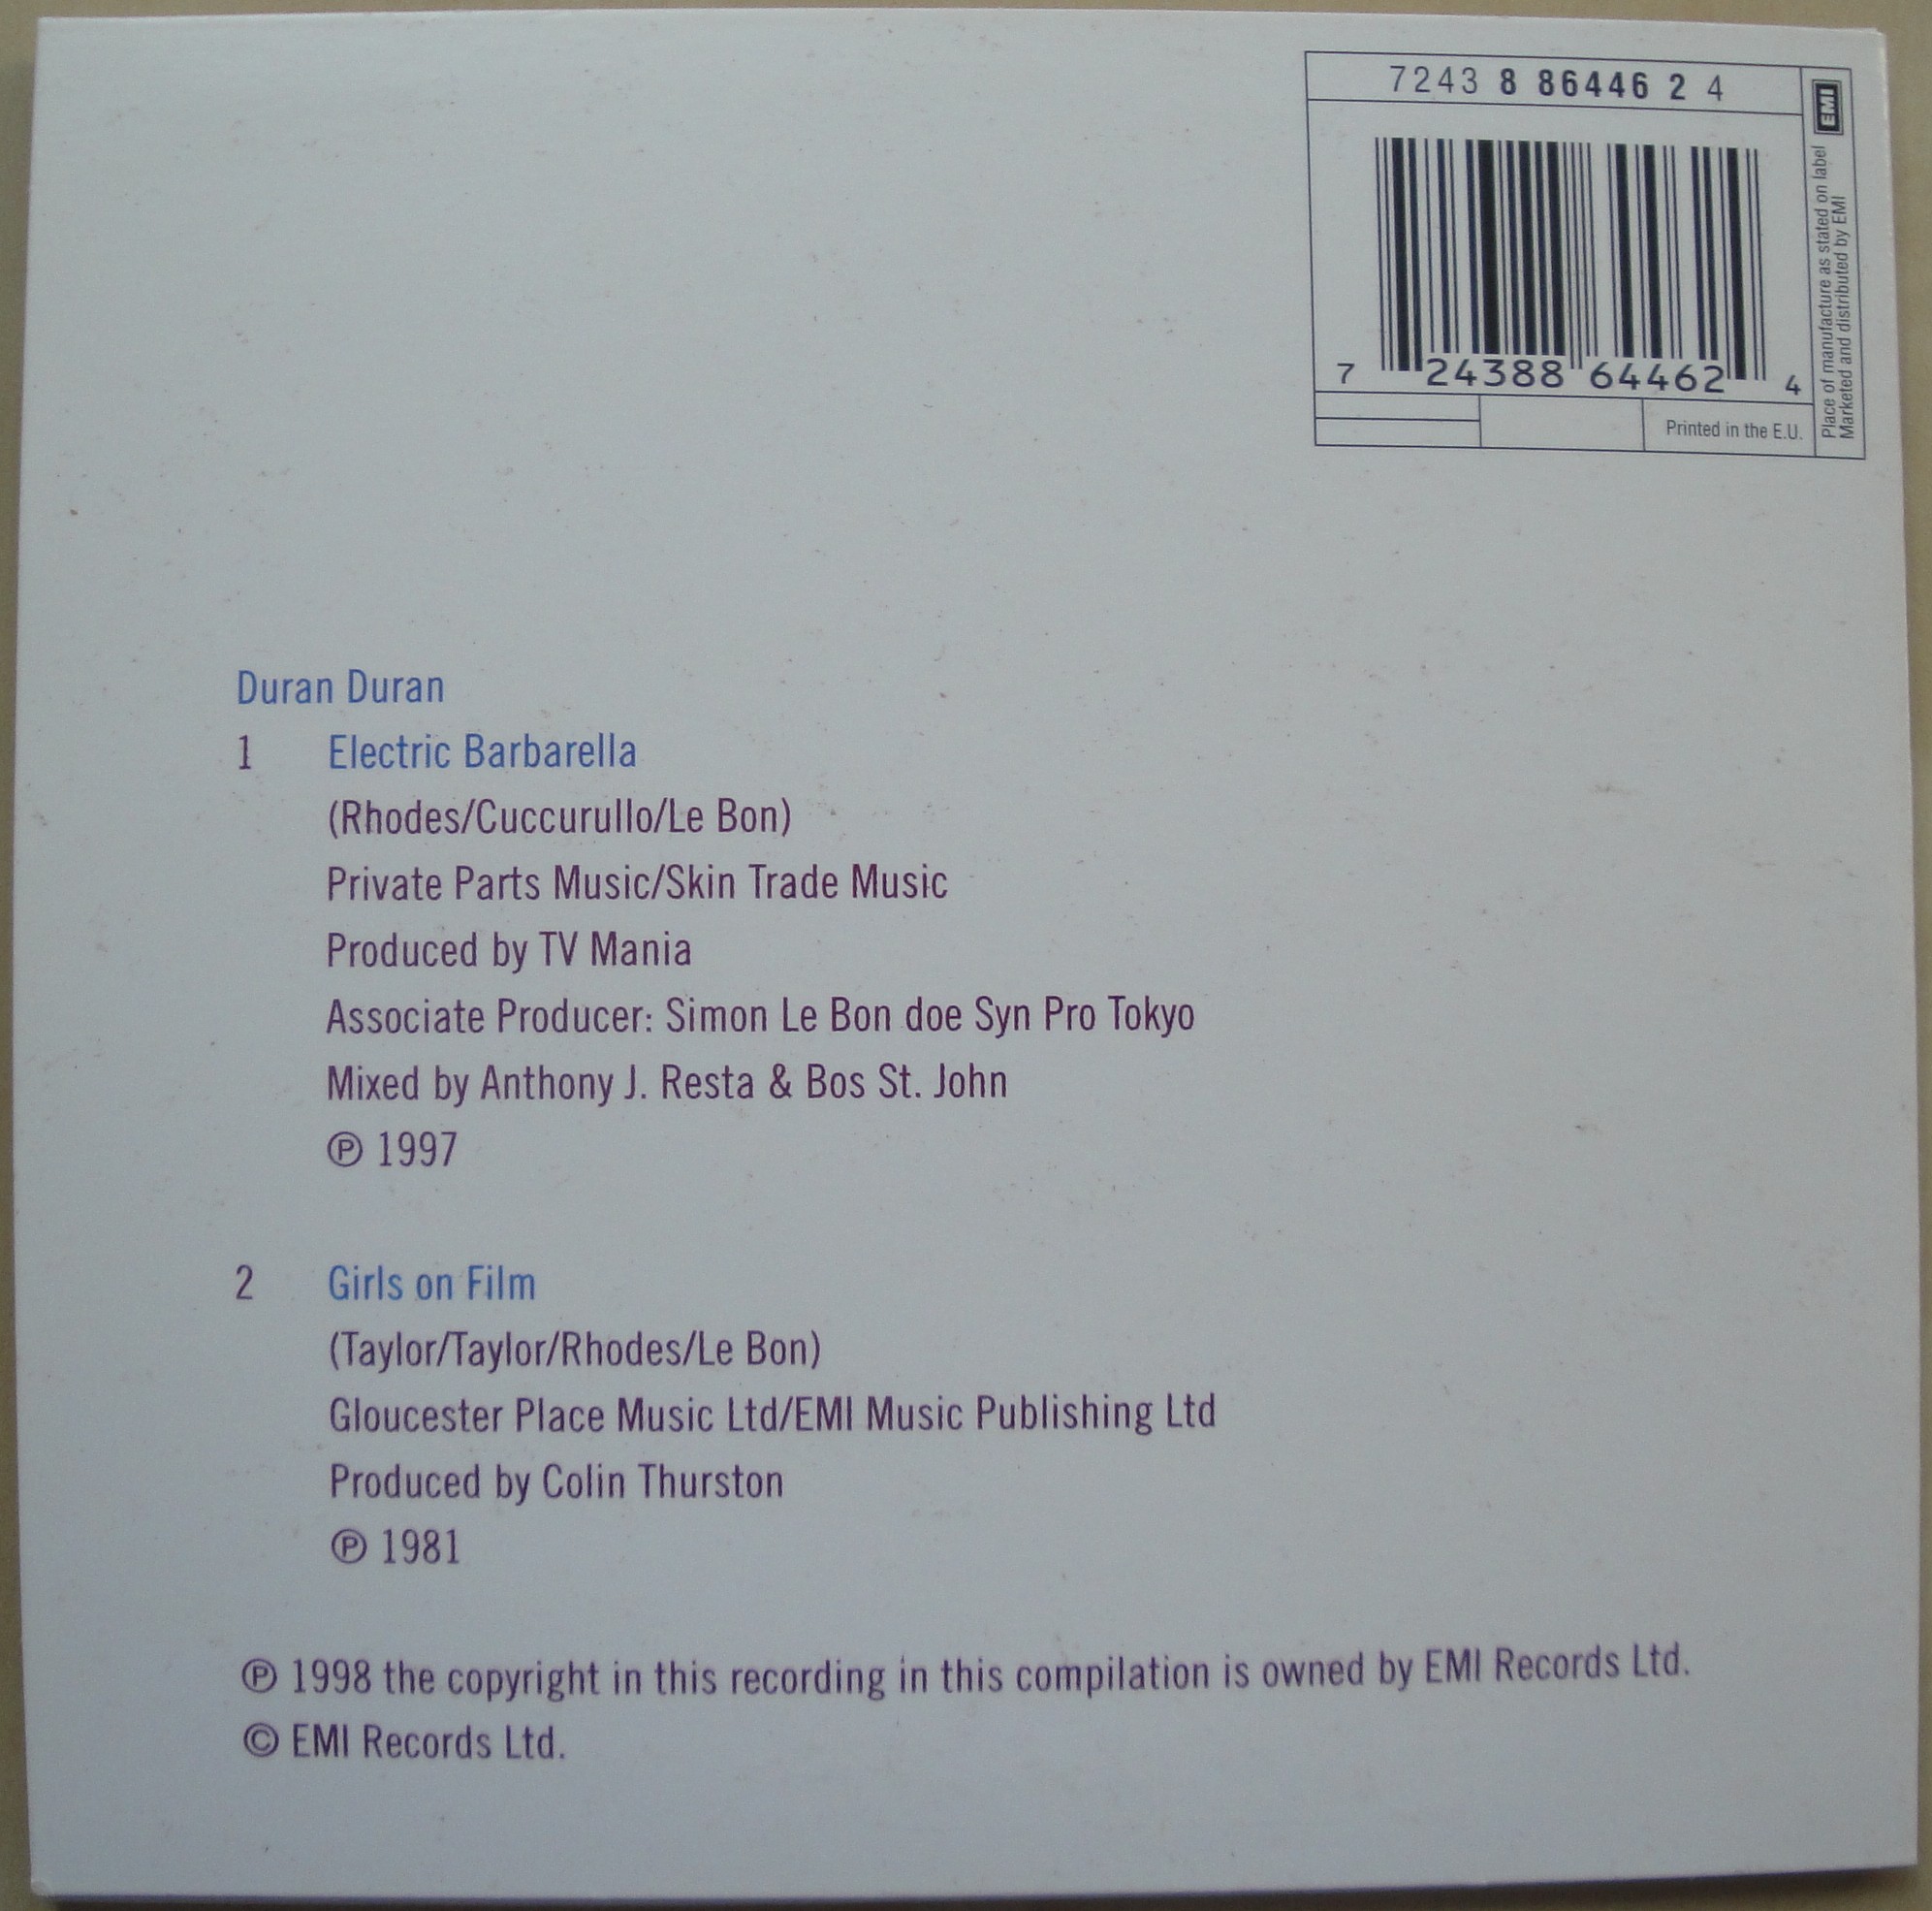 7243 8 86446 2 4
EMI
Place of manufacture as stated on label
Marketed and distributed by EMI
7 24388 64462 4
Printed in the E.U.
Duran Duran
1 Electric Barbarella
(Rhodes/Cuccurullo/Le Bon)
Private Parts Music/Skin Trade Music
Produced by TV Mania
Associate Producer: Simon Le Bon doe Syn Pro Tokyo
Mixed by Anthony J. Resta & Bos St. John
℗ 1997
2 Girls on Film
(Taylor/Taylor/Rhodes/Le Bon)
Gloucester Place Music Ltd/EMI Music Publishing Ltd
Produced by Colin Thurston
℗ 1981
℗ 1998 the copyright in this recording in this compilation is owned by EMI Records Ltd.
© EMI Records Ltd.